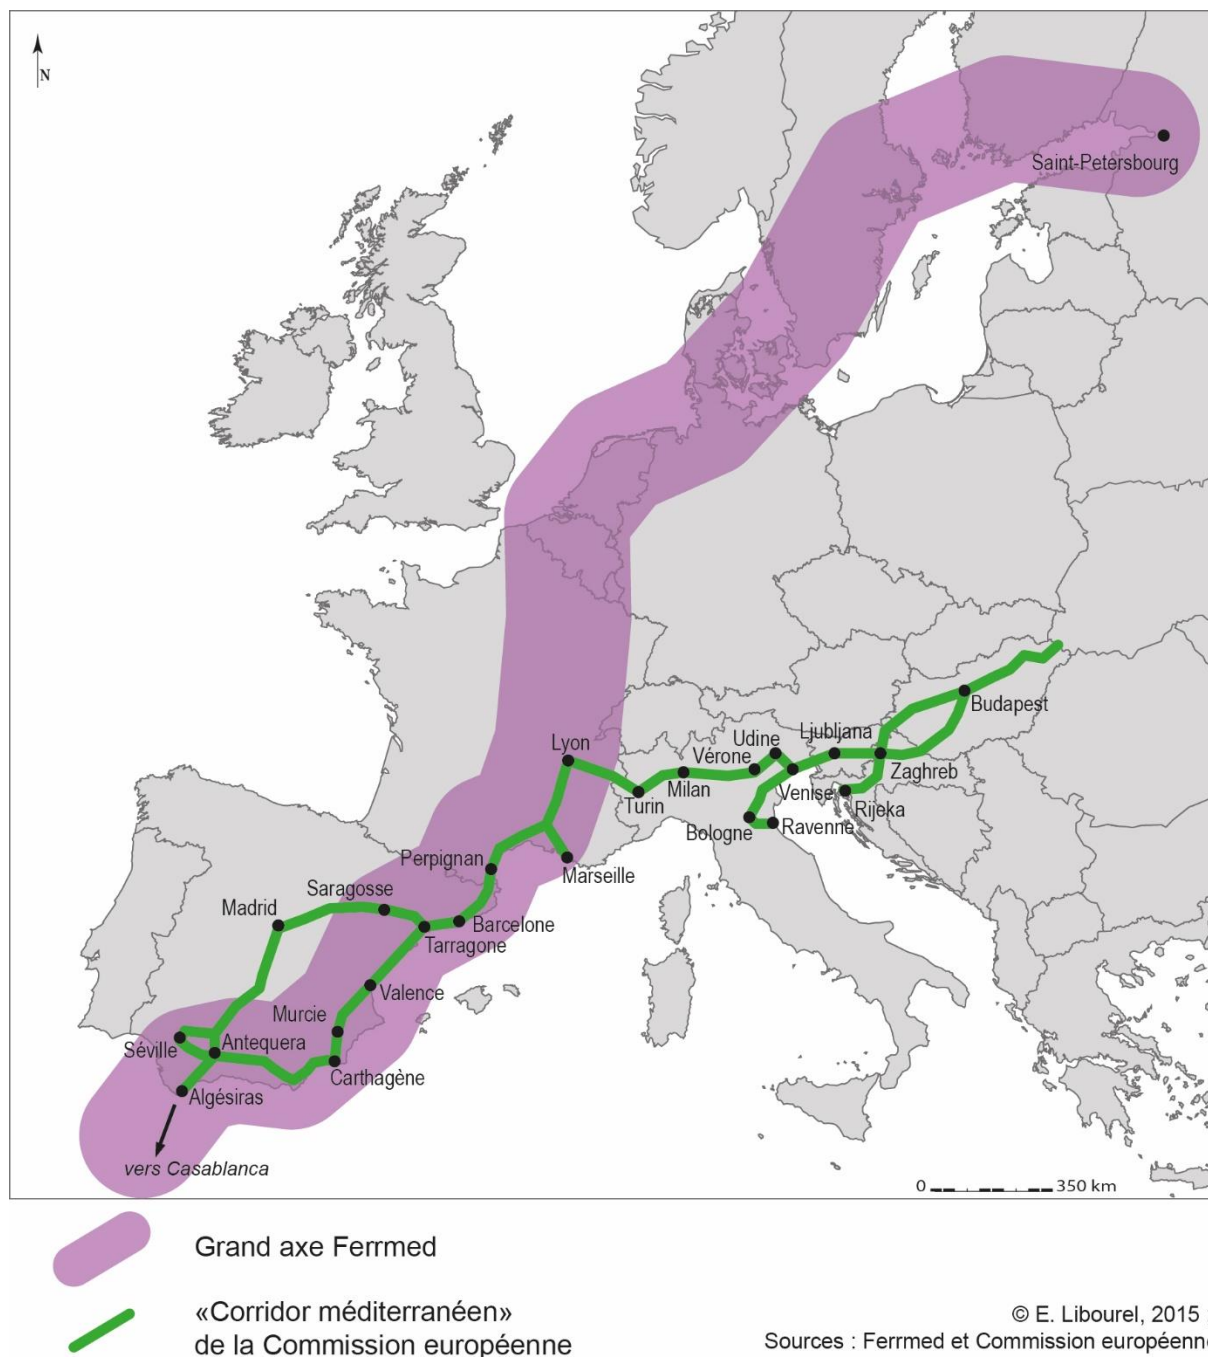 N
Saint-Petersbourg
Budapest
Ljubljana
Udine
Lyon
Vérone
Zaghreb
Milan
Venise
Turin
Rijeka
Bologne
Ravenne
Perpignan
Marseille
Saragosse
Madrid
Barcelone
Tarragone
Valence
Murcie
Séville
Antequera
Carthagène
Algésiras
vers Casablanca
0 350 km
Grand axe Ferrmed
«Corridor méditerranéen»
de la Commission européenne
© E. Libourel, 2015
Sources : Ferrmed et Commission européenne